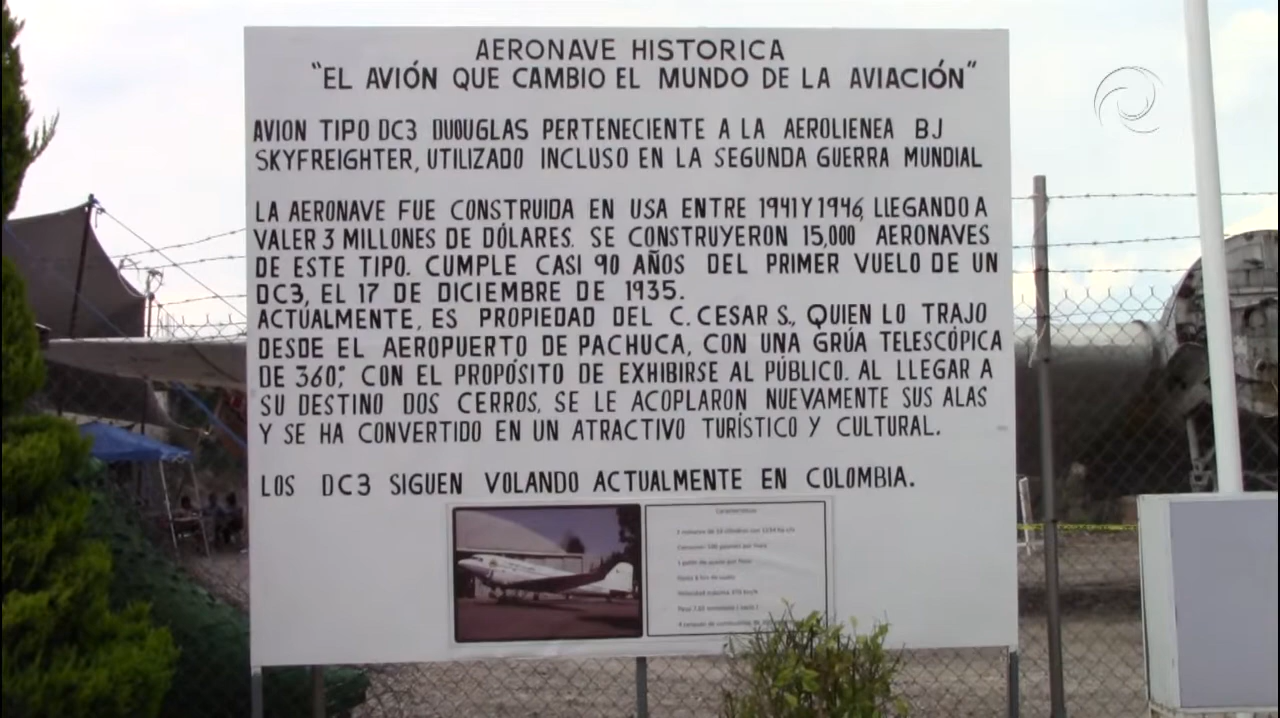 AERONAVE HISTORICA
"EL AVIÓN QUE CAMBIO EL MUNDO DE LA AVIACIÓN"
AVION TIPO DC3 DUOUGLAS PERTENECIENTE A LA AEROLIENEA BJ
SKYFREIGHTER, UTILIZADO INCLUSO EN LA SEGUNDA GUERRA MUNDIAL
LA AERONAVE FUE CONSTRUIDA EN USA ENTRE 1941 Y 1946, LLEGANDO A
VALER 3 MILLONES DE DÓLARES. SE CONSTRUYERON 15,000 AERONAVES
DE ESTE TIPO. CUMPLE CASI 90 AÑOS DEL PRIMER VUELO DE UN
DC3, EL 17 DE DICIEMBRE DE 1935.
ACTUALMENTE, ES PROPIEDAD DEL C. CESAR S., QUIEN LO TRAJO
DESDE EL AEROPUERTO DE PACHUCA, CON UNA GRÚA TELESCÓPICA
DE 360°, CON EL PROPÓSITO DE EXHIBIRSE AL PÚBLICO. AL LLEGAR A
SU DESTINO DOS CERROS, SE LE ACOPLARON NUEVAMENTE SUS ALAS
Y SE HA CONVERTIDO EN UN ATRACTIVO TURÍSTICO Y CULTURAL.
LOS DC3 SIGUEN VOLANDO ACTUALMENTE EN COLOMBIA.
Características